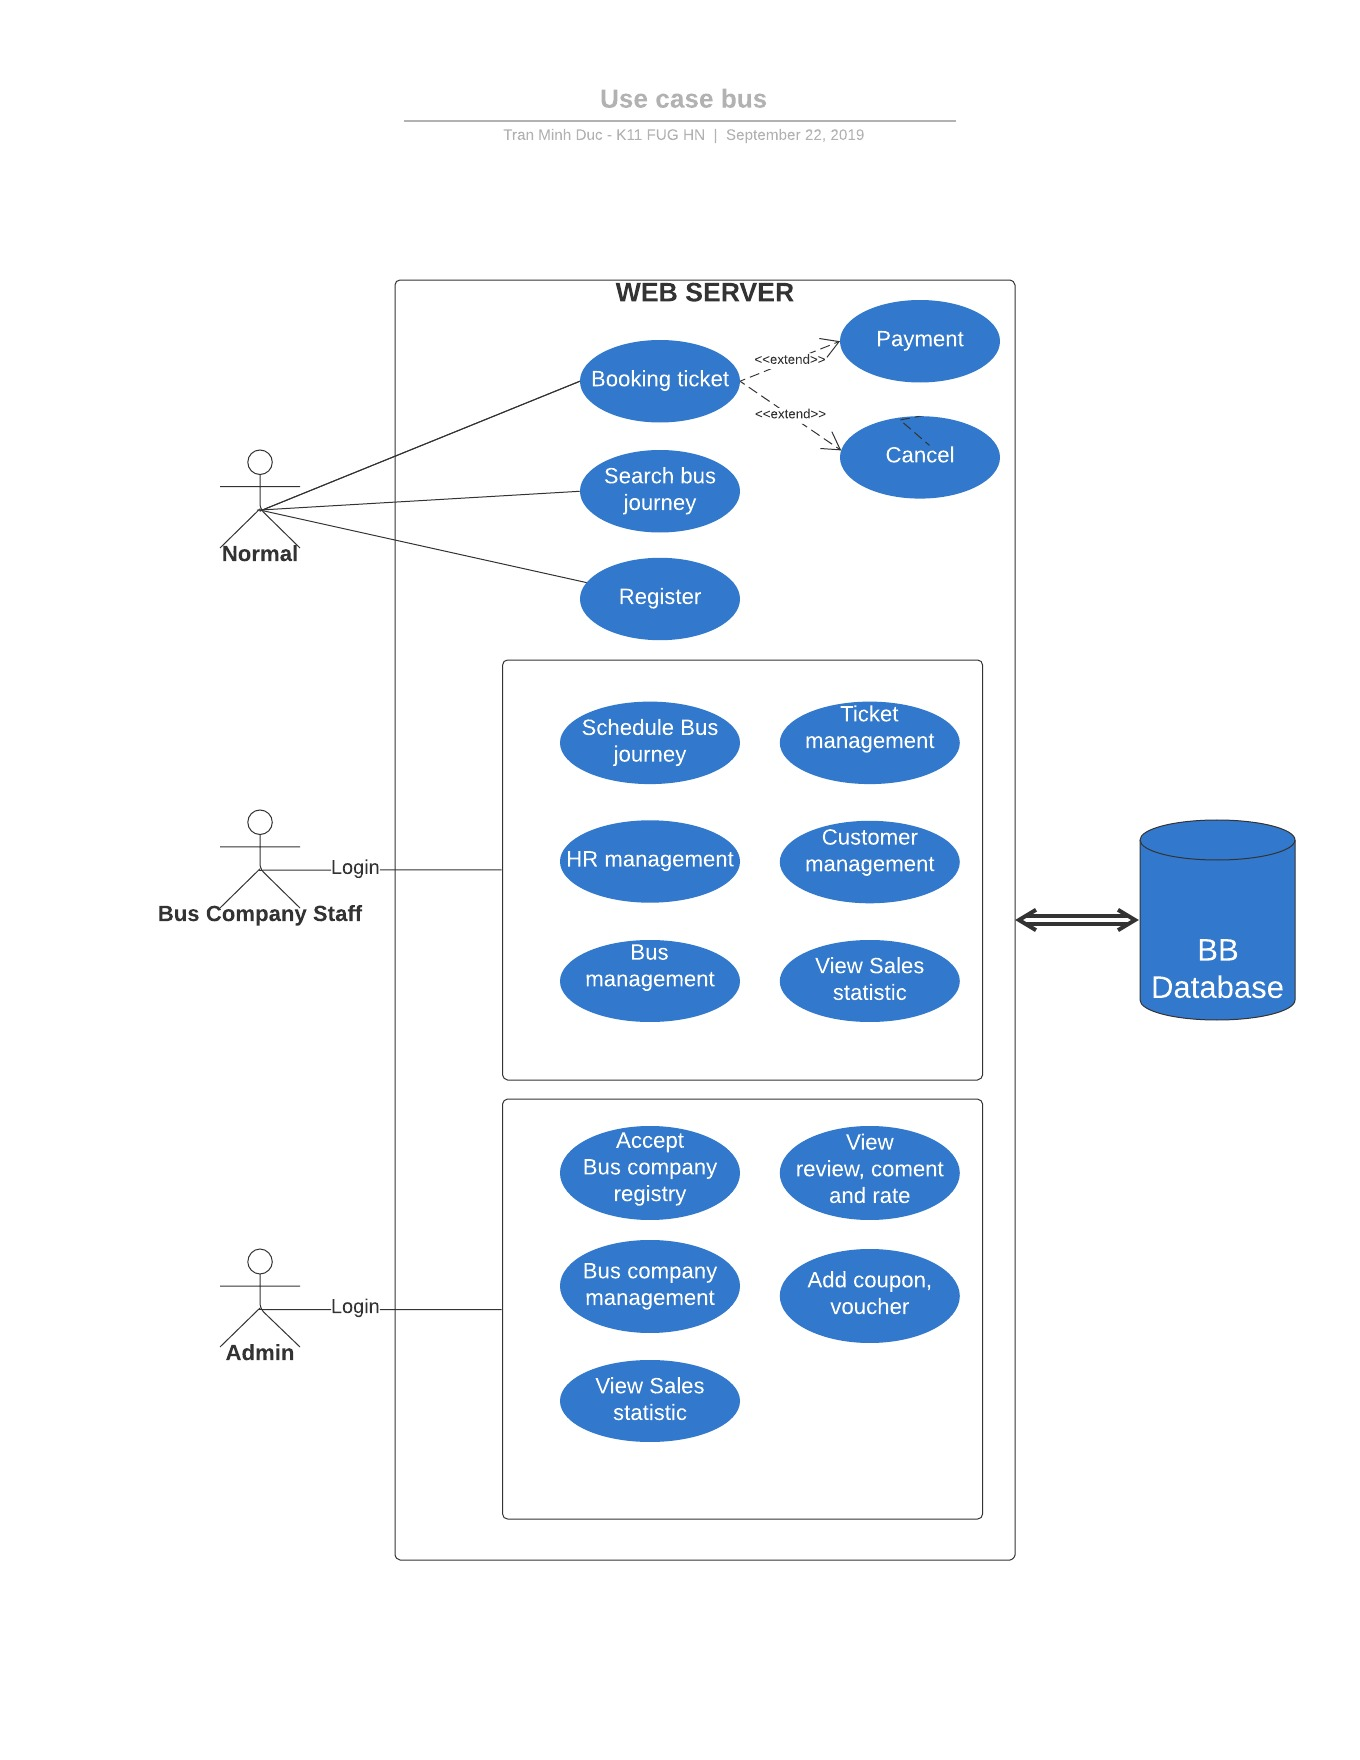 Use case bus
Tran Minh Duc - K11 FUG HN | September 22, 2019
WEB SERVER
Payment
<<extend>>
Booking ticket
<<extend>>
Cancel
Search bus
journey
Normal
Register
Schedule Bus
journey
Ticket
management
HR management
Customer
management
Login
Bus Company Staff
Bus
management
View Sales
statistic
BB
Database
Accept
Bus company
registry
View
review, coment
and rate
Bus company
management
Add coupon,
voucher
Login
Admin
View Sales
statistic